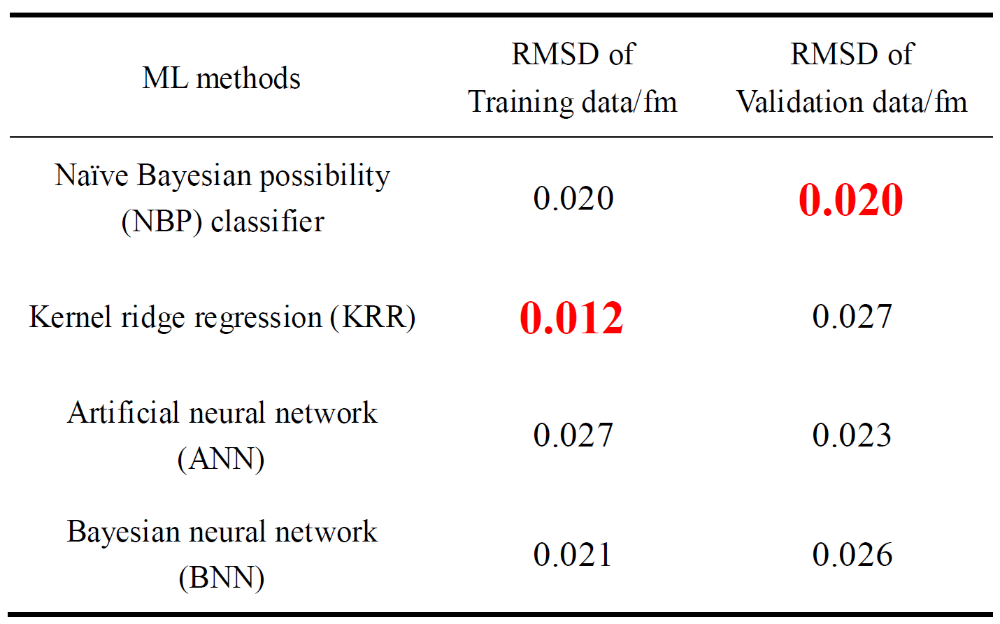 ML methods
RMSD of
Training data/fm
RMSD of
Validation data/fm
Naïve Bayesian possibility
(NBP) classifier
0.020
0.020
Kernel ridge regression (KRR)
0.012
0.027
Artificial neural network
(ANN)
0.027
0.023
Bayesian neural network
(BNN)
0.021
0.026